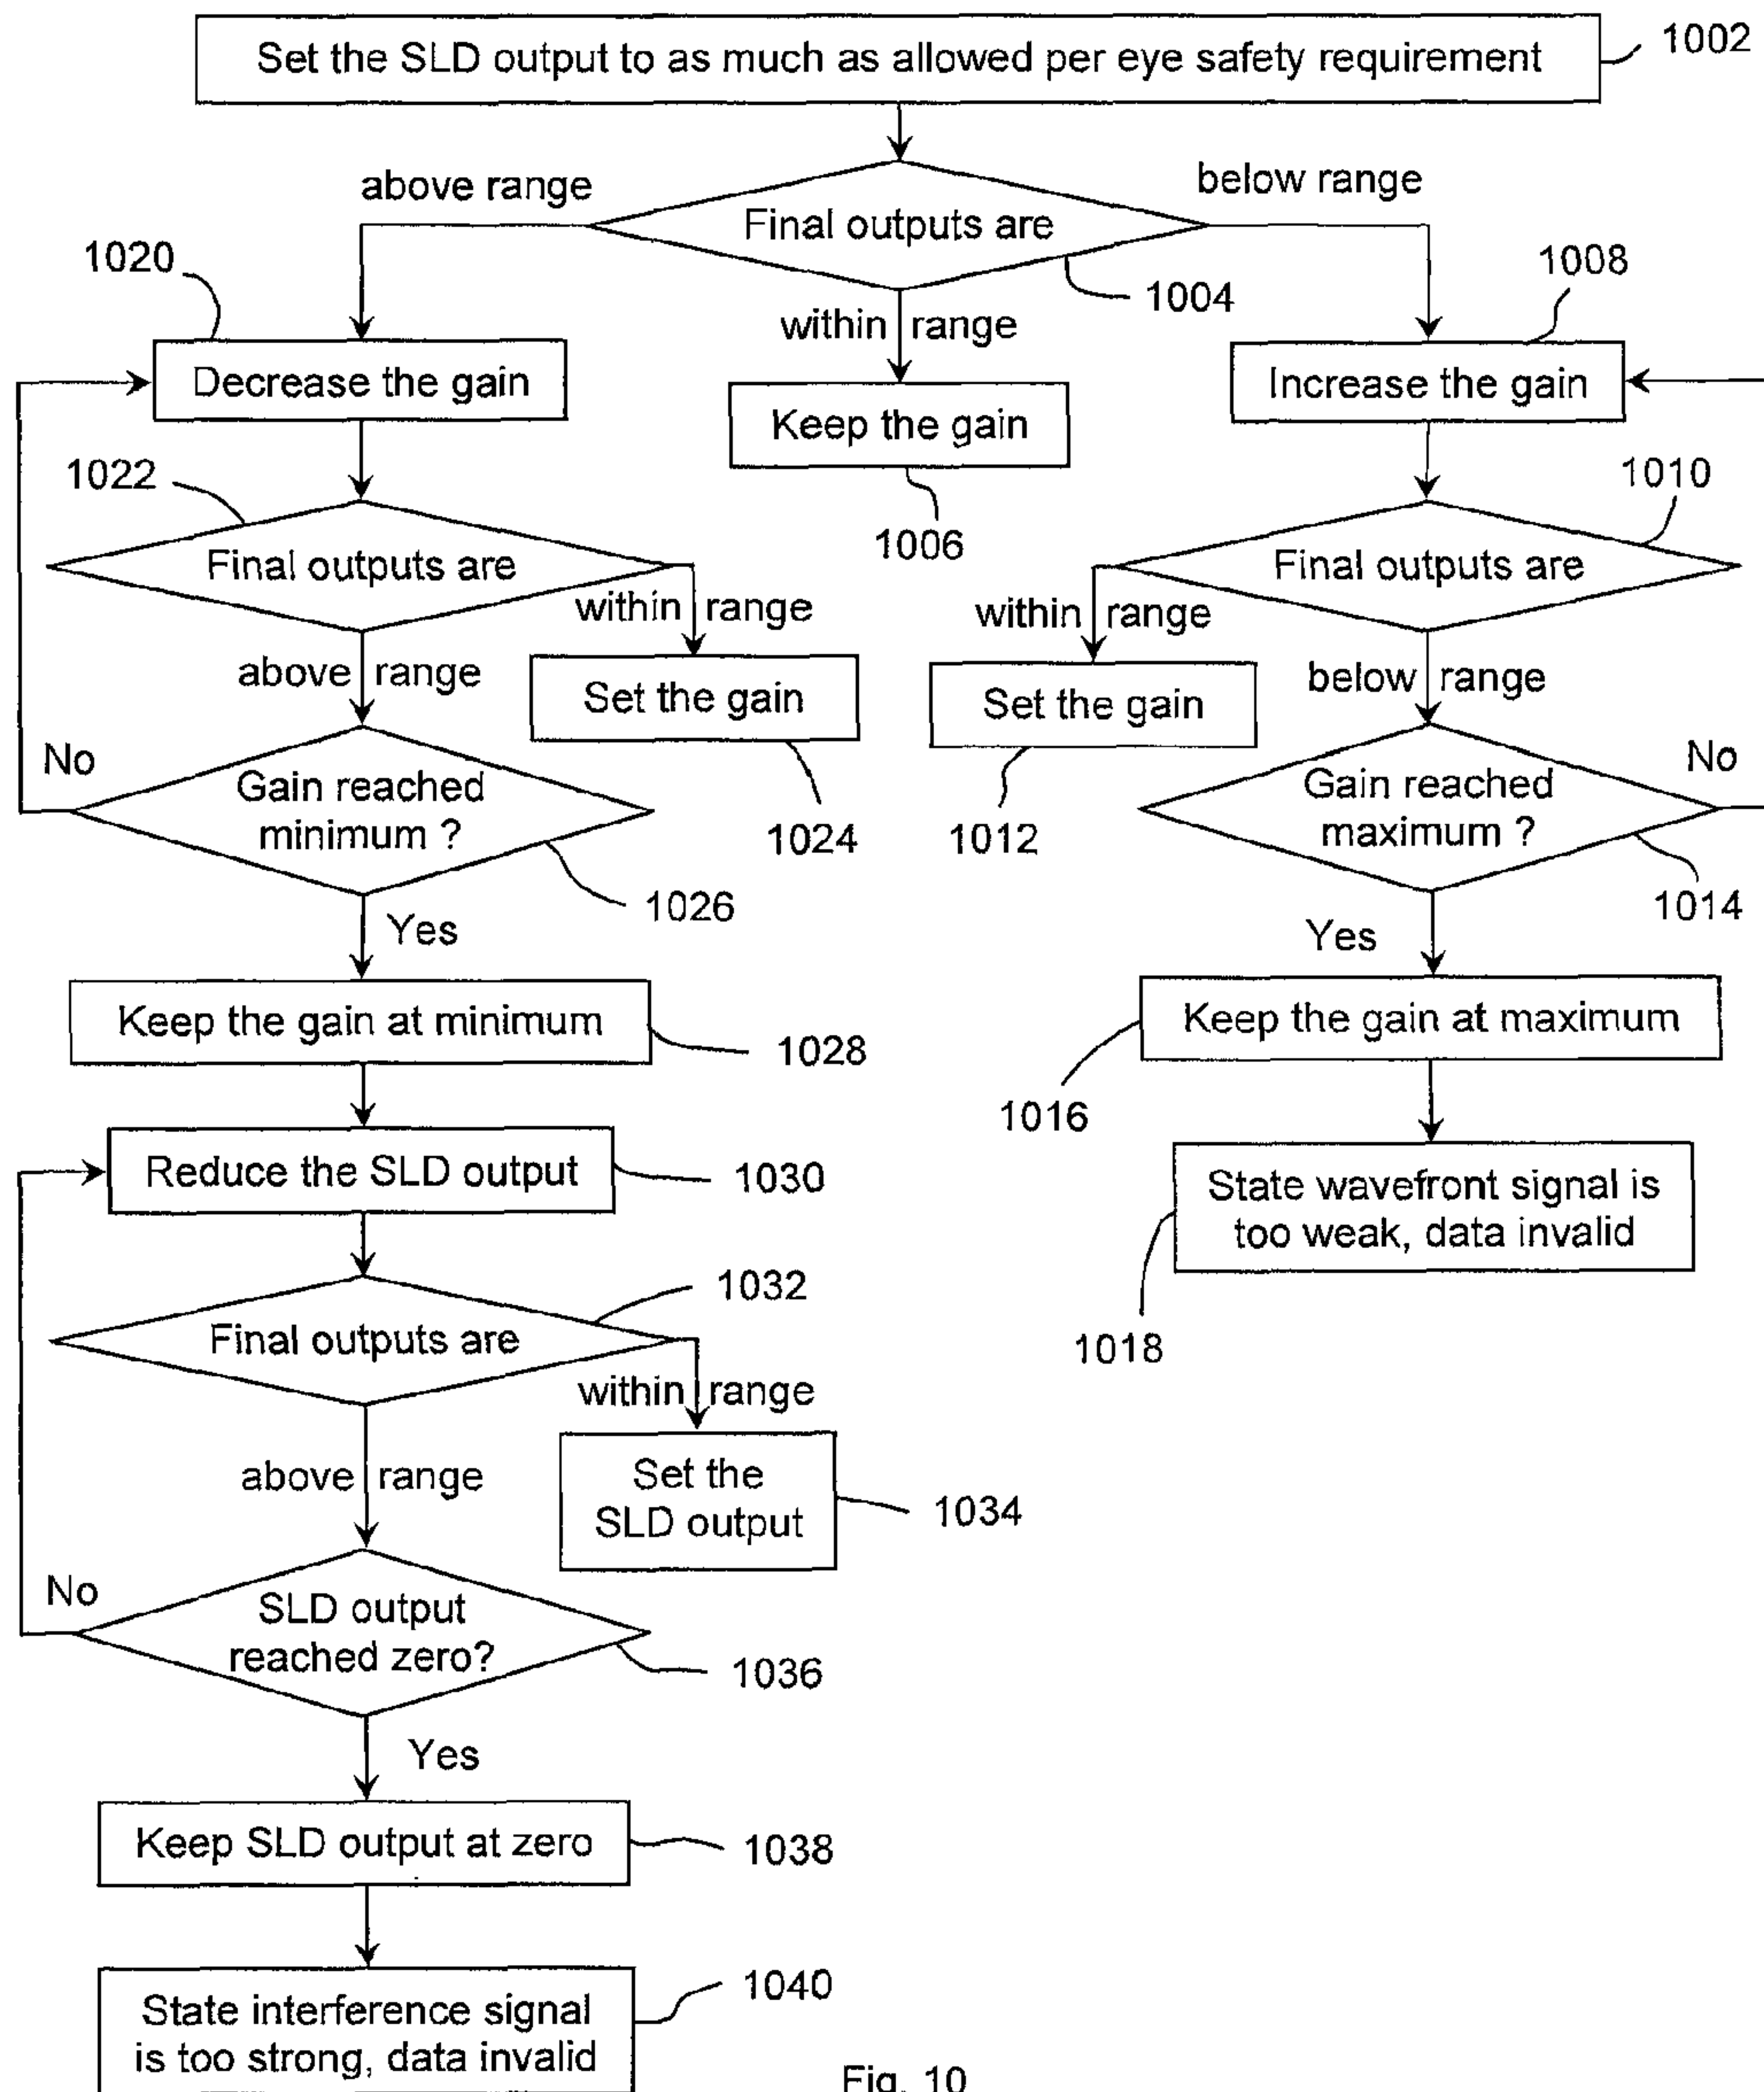 Set the SLD output to as much as allowed per eye safety requirement
1002
above range
below range
Final outputs are
1004
1020
1008
within range
Decrease the gain
Keep the gain
Increase the gain
1006
1022
1010
Final outputs are
Final outputs are
within range
within range
above range
below range
Set the gain
Set the gain
1024
1012
No
Gain reached
minimum ?
No
Gain reached
maximum ?
1026
1014
Yes
Yes
Keep the gain at minimum
1028
Keep the gain at maximum
1016
Reduce the SLD output
1030
State wavefront signal is
too weak, data invalid
1018
1032
Final outputs are
within range
above range
Set the
SLD output
1034
No
SLD output
reached zero?
1036
Yes
Keep SLD output at zero
1038
State interference signal
is too strong, data invalid
1040
Fig. 10